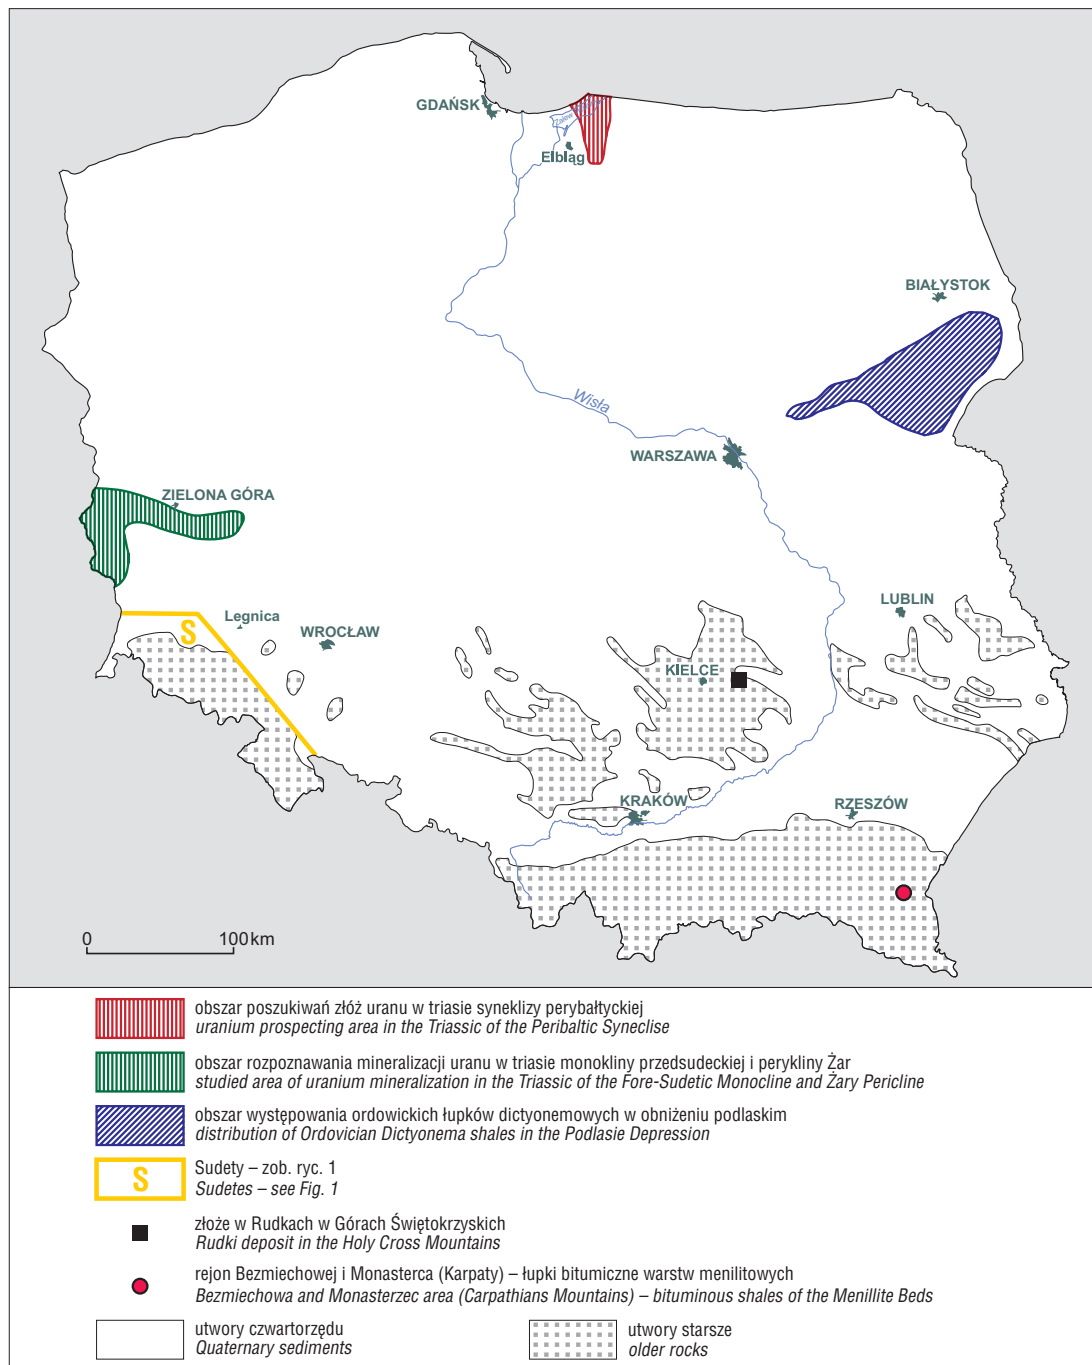 GDAŃSK
Zalew
Elbląg
BIAŁYSTOK
Wisła
WARSZAWA
ZIELONA GÓRA
S
Legnica
WROCŁAW
LUBLIN
KIELCE
KRAKÓW
RZESZÓW
0 100 km
obszar poszukiwań złóż uranu w triasie syneklizy perybałtyckiej
uranium prospecting area in the Triassic of the Peribaltic Syneclise
obszar rozpoznawania mineralizacji uranu w triasie monokliny przedsudeckiej i perykliny Żar
studied area of uranium mineralization in the Triassic of the Fore-Sudetic Monocline and Żary Pericline
obszar występowania ordowickich łupków dictyonemowych w obniżeniu podlaskim
distribution of Ordovician Dictyonema shales in the Podlasie Depression
S
Sudety – zob. ryc. 1
Sudetes – see Fig. 1
złoże w Rudkach w Górach Świętokrzyskich
Rudki deposit in the Holy Cross Mountains
rejon Bezmiechowej i Monasterca (Karpaty) – łupki bitumiczne warstw menilitowych
Bezmiechowa and Monasterzec area (Carpathians Mountains) – bituminous shales of the Menillite Beds
utwory czwartorzędu
Quaternary sediments
utwory starsze
older rocks